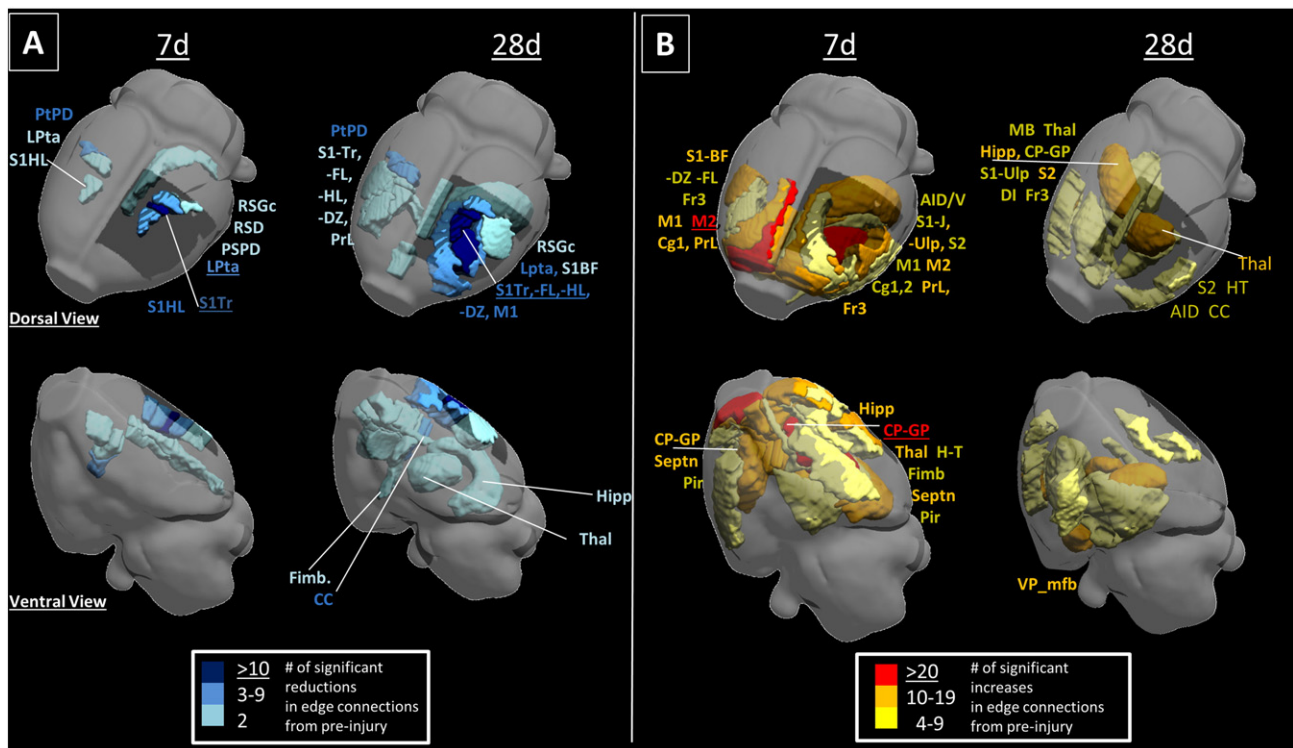 A
7d
28d
PtPD
LPta
S1HL
RSGc
RSD
PSPD
LPta
S1HL
S1Tr
Dorsal View
PtPD
S1-Tr,
-FL,
-HL,
-DZ,
PrL
RSGc
Lpta, S1BF
S1Tr,-FL,-HL,
-DZ, M1
Ventral View
Hipp
Thal
Fimb.
CC
>10
3-9
2
# of significant
reductions
in edge connections
from pre-injury
B
7d
28d
S1-BF
-DZ -FL
Fr3
M1 M2
Cg1, PrL
AID/V
S1-J,
-Ulp, S2
M1 M2
Cg1,2 PrL,
Fr3
MB Thal
Hipp, CP-GP
S1-Ulp S2
DI Fr3
Thal
S2 HT
AID CC
CP-GP
Septn
Pir
Hipp
CP-GP
Thal H-T
Fimb
Septn
Pir
VP_mfb
>20
10-19
4-9
# of significant
increases
in edge connections
from pre-injury